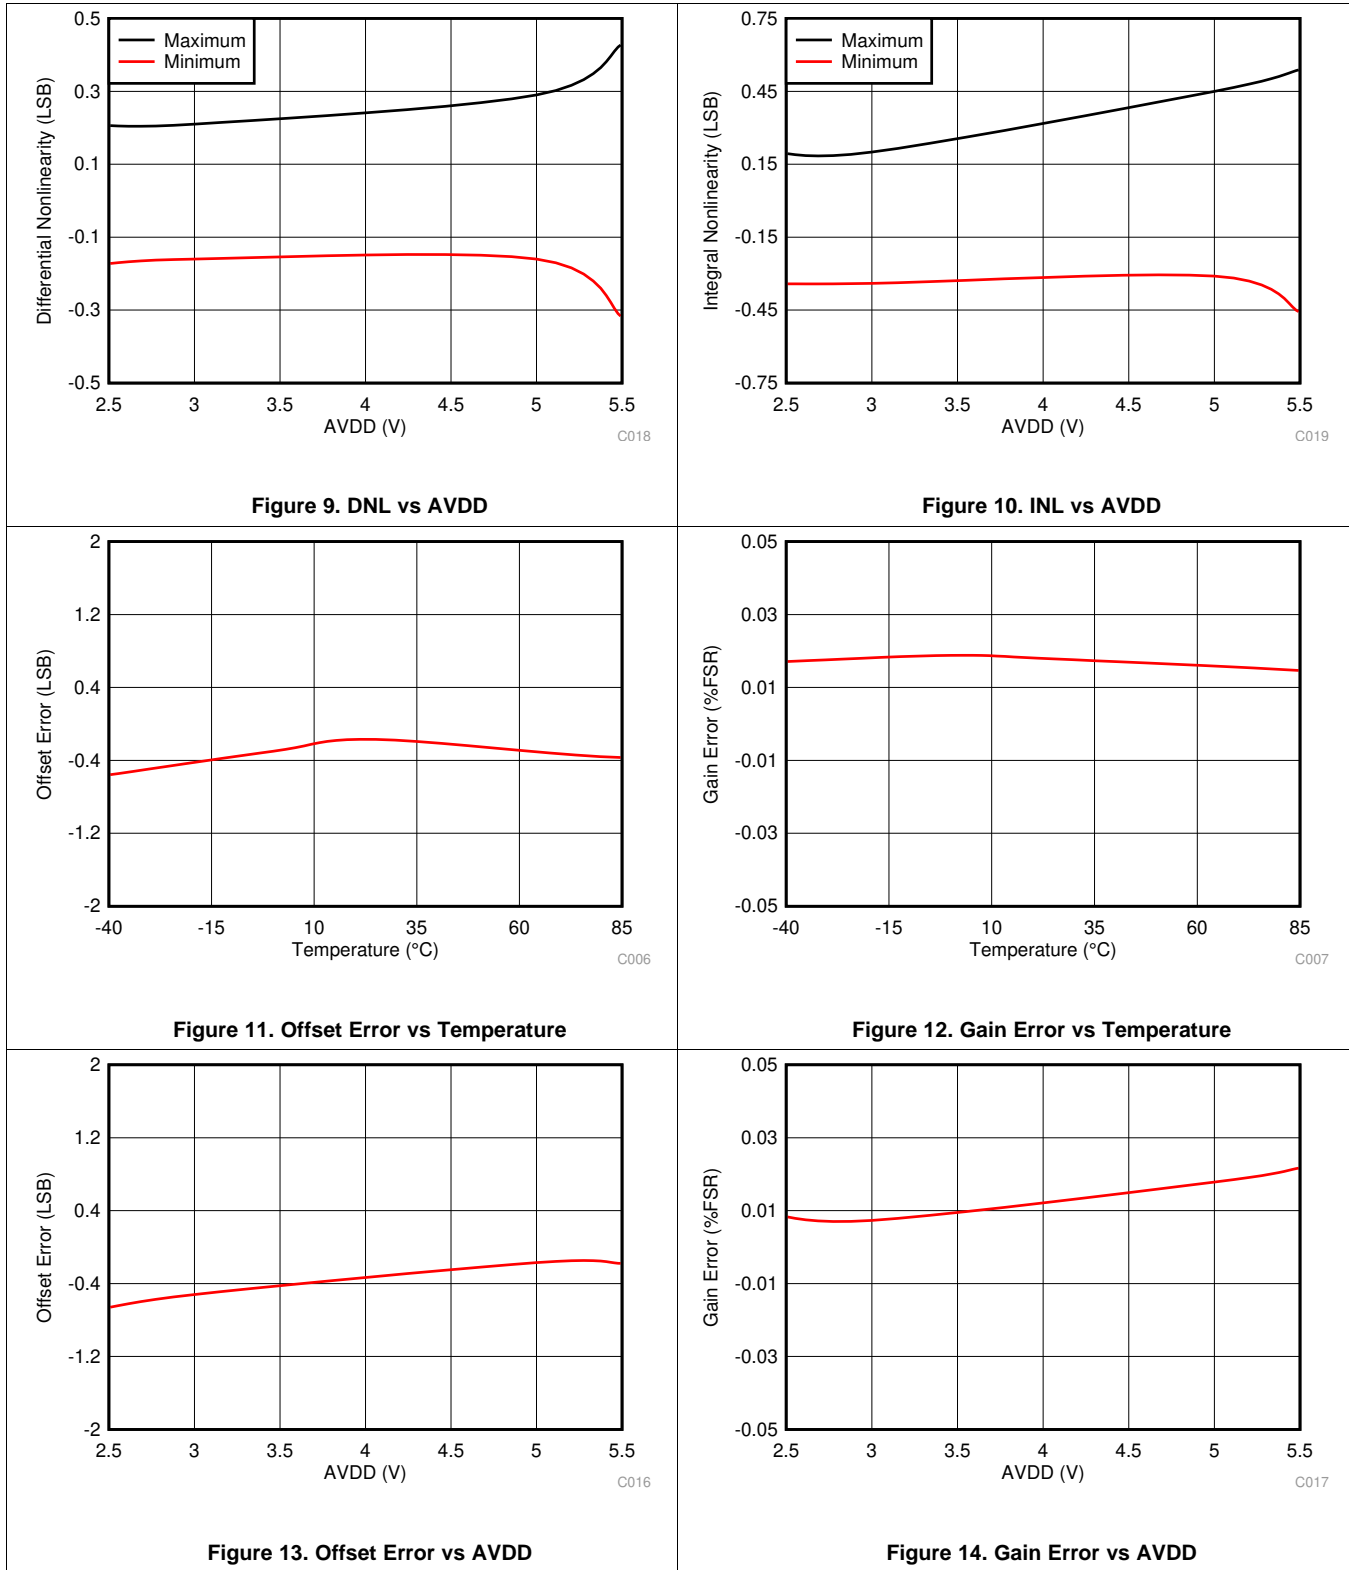 0.5
0.3
0.1
-0.1
-0.3
-0.5
Differential Nonlinearity (LSB)
Maximum
Minimum
2.5 3 3.5 4 4.5 5 5.5
AVDD (V)
C018
Figure 9. DNL vs AVDD
0.75
0.45
0.15
-0.15
-0.45
-0.75
Integral Nonlinearity (LSB)
Maximum
Minimum
2.5 3 3.5 4 4.5 5 5.5
AVDD (V)
C019
Figure 10. INL vs AVDD
2
1.2
0.4
-0.4
-1.2
-2
Offset Error (LSB)
-40 -15 10 35 60 85
Temperature (°C)
C006
Figure 11. Offset Error vs Temperature
0.05
0.03
0.01
-0.01
-0.03
-0.05
Gain Error (%FSR)
-40 -15 10 35 60 85
Temperature (°C)
C007
Figure 12. Gain Error vs Temperature
2
1.2
0.4
-0.4
-1.2
-2
Offset Error (LSB)
2.5 3 3.5 4 4.5 5 5.5
AVDD (V)
C016
Figure 13. Offset Error vs AVDD
0.05
0.03
0.01
-0.01
-0.03
-0.05
Gain Error (%FSR)
2.5 3 3.5 4 4.5 5 5.5
AVDD (V)
C017
Figure 14. Gain Error vs AVDD